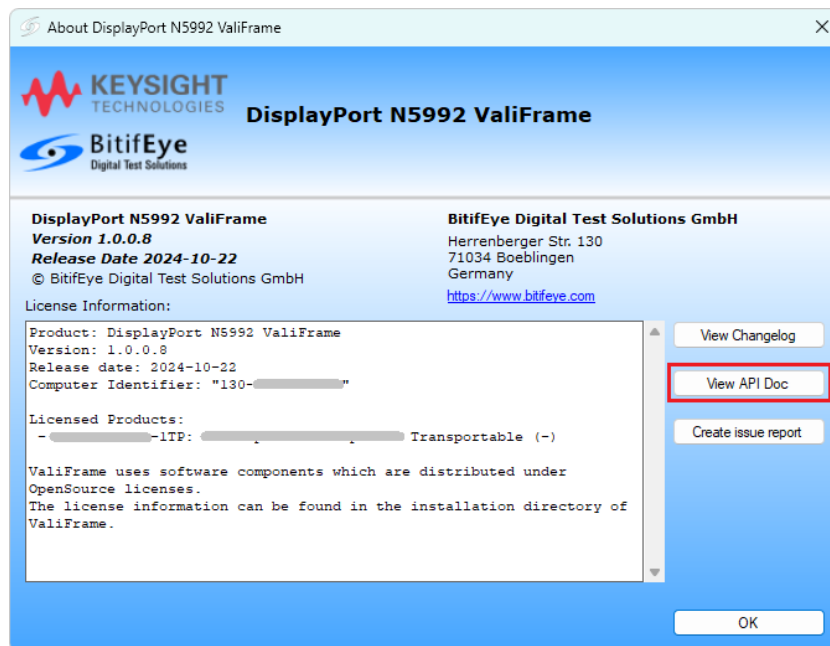 About DisplayPort N5992 ValiFrame
KEYSIGHT
TECHNOLOGIES
BitifEye
Digital Test Solutions
DisplayPort N5992 ValiFrame
DisplayPort N5992 ValiFrame
Version 1.0.0.8
Release Date 2024-10-22
© BitifEye Digital Test Solutions GmbH
BitifEye Digital Test Solutions GmbH
Herrenberger Str. 130
71034 Boeblingen
Germany
https://www.bitifeye.com
License Information:
Product: DisplayPort N5992 ValiFrame
Version: 1.0.0.8
Release date: 2024-10-22
Computer Identifier: "130-"
Licensed Products:
- -1TP: Transportable (-)
ValiFrame uses software components which are distributed under
OpenSource licenses.
The license information can be found in the installation directory of
ValiFrame.
View Changelog
View API Doc
Create issue report
OK